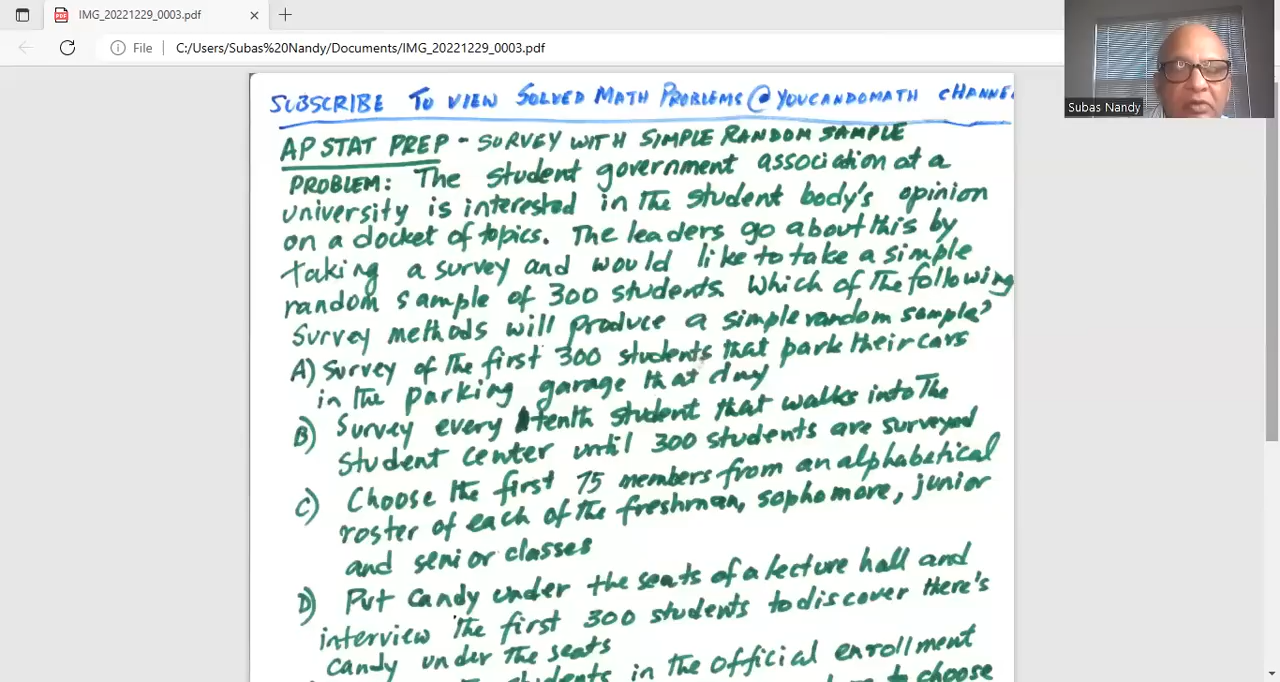 IMG_20221229_0003.pdf
File
C:/Users/Subas%20Nandy/Documents/IMG_20221229_0003.pdf
Subas Nandy
SUBSCRIBE TO VIEW SOLVED MATH PROBLEMS@YOUCANDOMATH CHANNE
AP STAT PREP - SURVEY WITH SIMPLE RANDOM SAMPLE
PROBLEM: The student government association at a
university is interested in the student body's opinion
on a docket of topics. The leaders go about this by
taking a survey and would like to take a simple
random sample of 300 students. Which of the following
survey methods will produce a simple random sample?
A) Survey of the first 300 students that park their cars
in the parking garage that day
B) Survey every tenth student that walks into the
student center until 300 students are surveyed
C) Choose the first 75 members from an alphabetical
roster of each of the freshman, sophomore, junior
and senior classes
D) Put candy under the seats of a lecture hall and
interview the first 300 students to discover there's
candy under the seats
students in the official enrollment
to choose